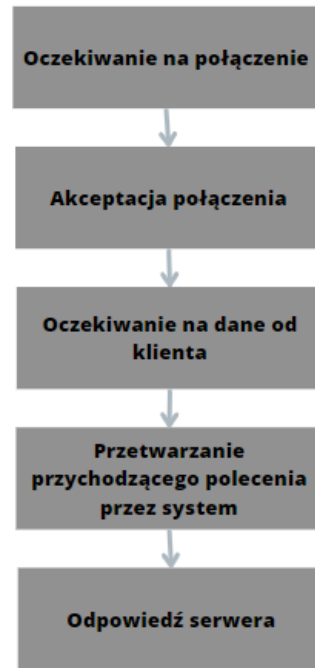 Oczekiwanie na połączenie
Akceptacja połączenia
Oczekiwanie na dane od
klienta
Przetwarzanie
przychodzącego polecenia
przez system
Odpowiedź serwera